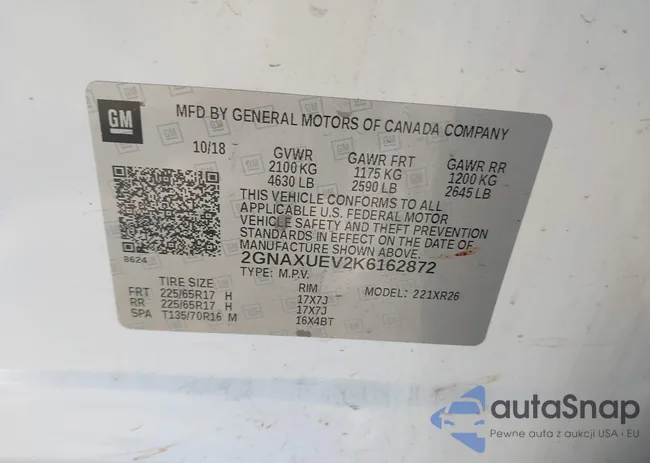 GM
MFD BY GENERAL MOTORS OF CANADA COMPANY
10/18 GVWR GAWR FRT GAWR RR
2100 KG 1175 KG 1200 KG
4630 LB 2590 LB 2645 LB
THIS VEHICLE CONFORMS TO ALL
APPLICABLE U.S. FEDERAL MOTOR
VEHICLE SAFETY AND THEFT PREVENTION
STANDARDS IN EFFECT ON THE DATE OF
MANUFACTURE SHOWN ABOVE.
8624
2GNAXUEV2K6162872
TYPE: M.P.V. MODEL: 221XR26
TIRE SIZE RIM
FRT 225/65R17 H 17X7J
RR 225/65R17 H 17X7J
SPA T135/70R16 M 16X4BT
autaSnap
Pewne auta z aukcji USA i EU